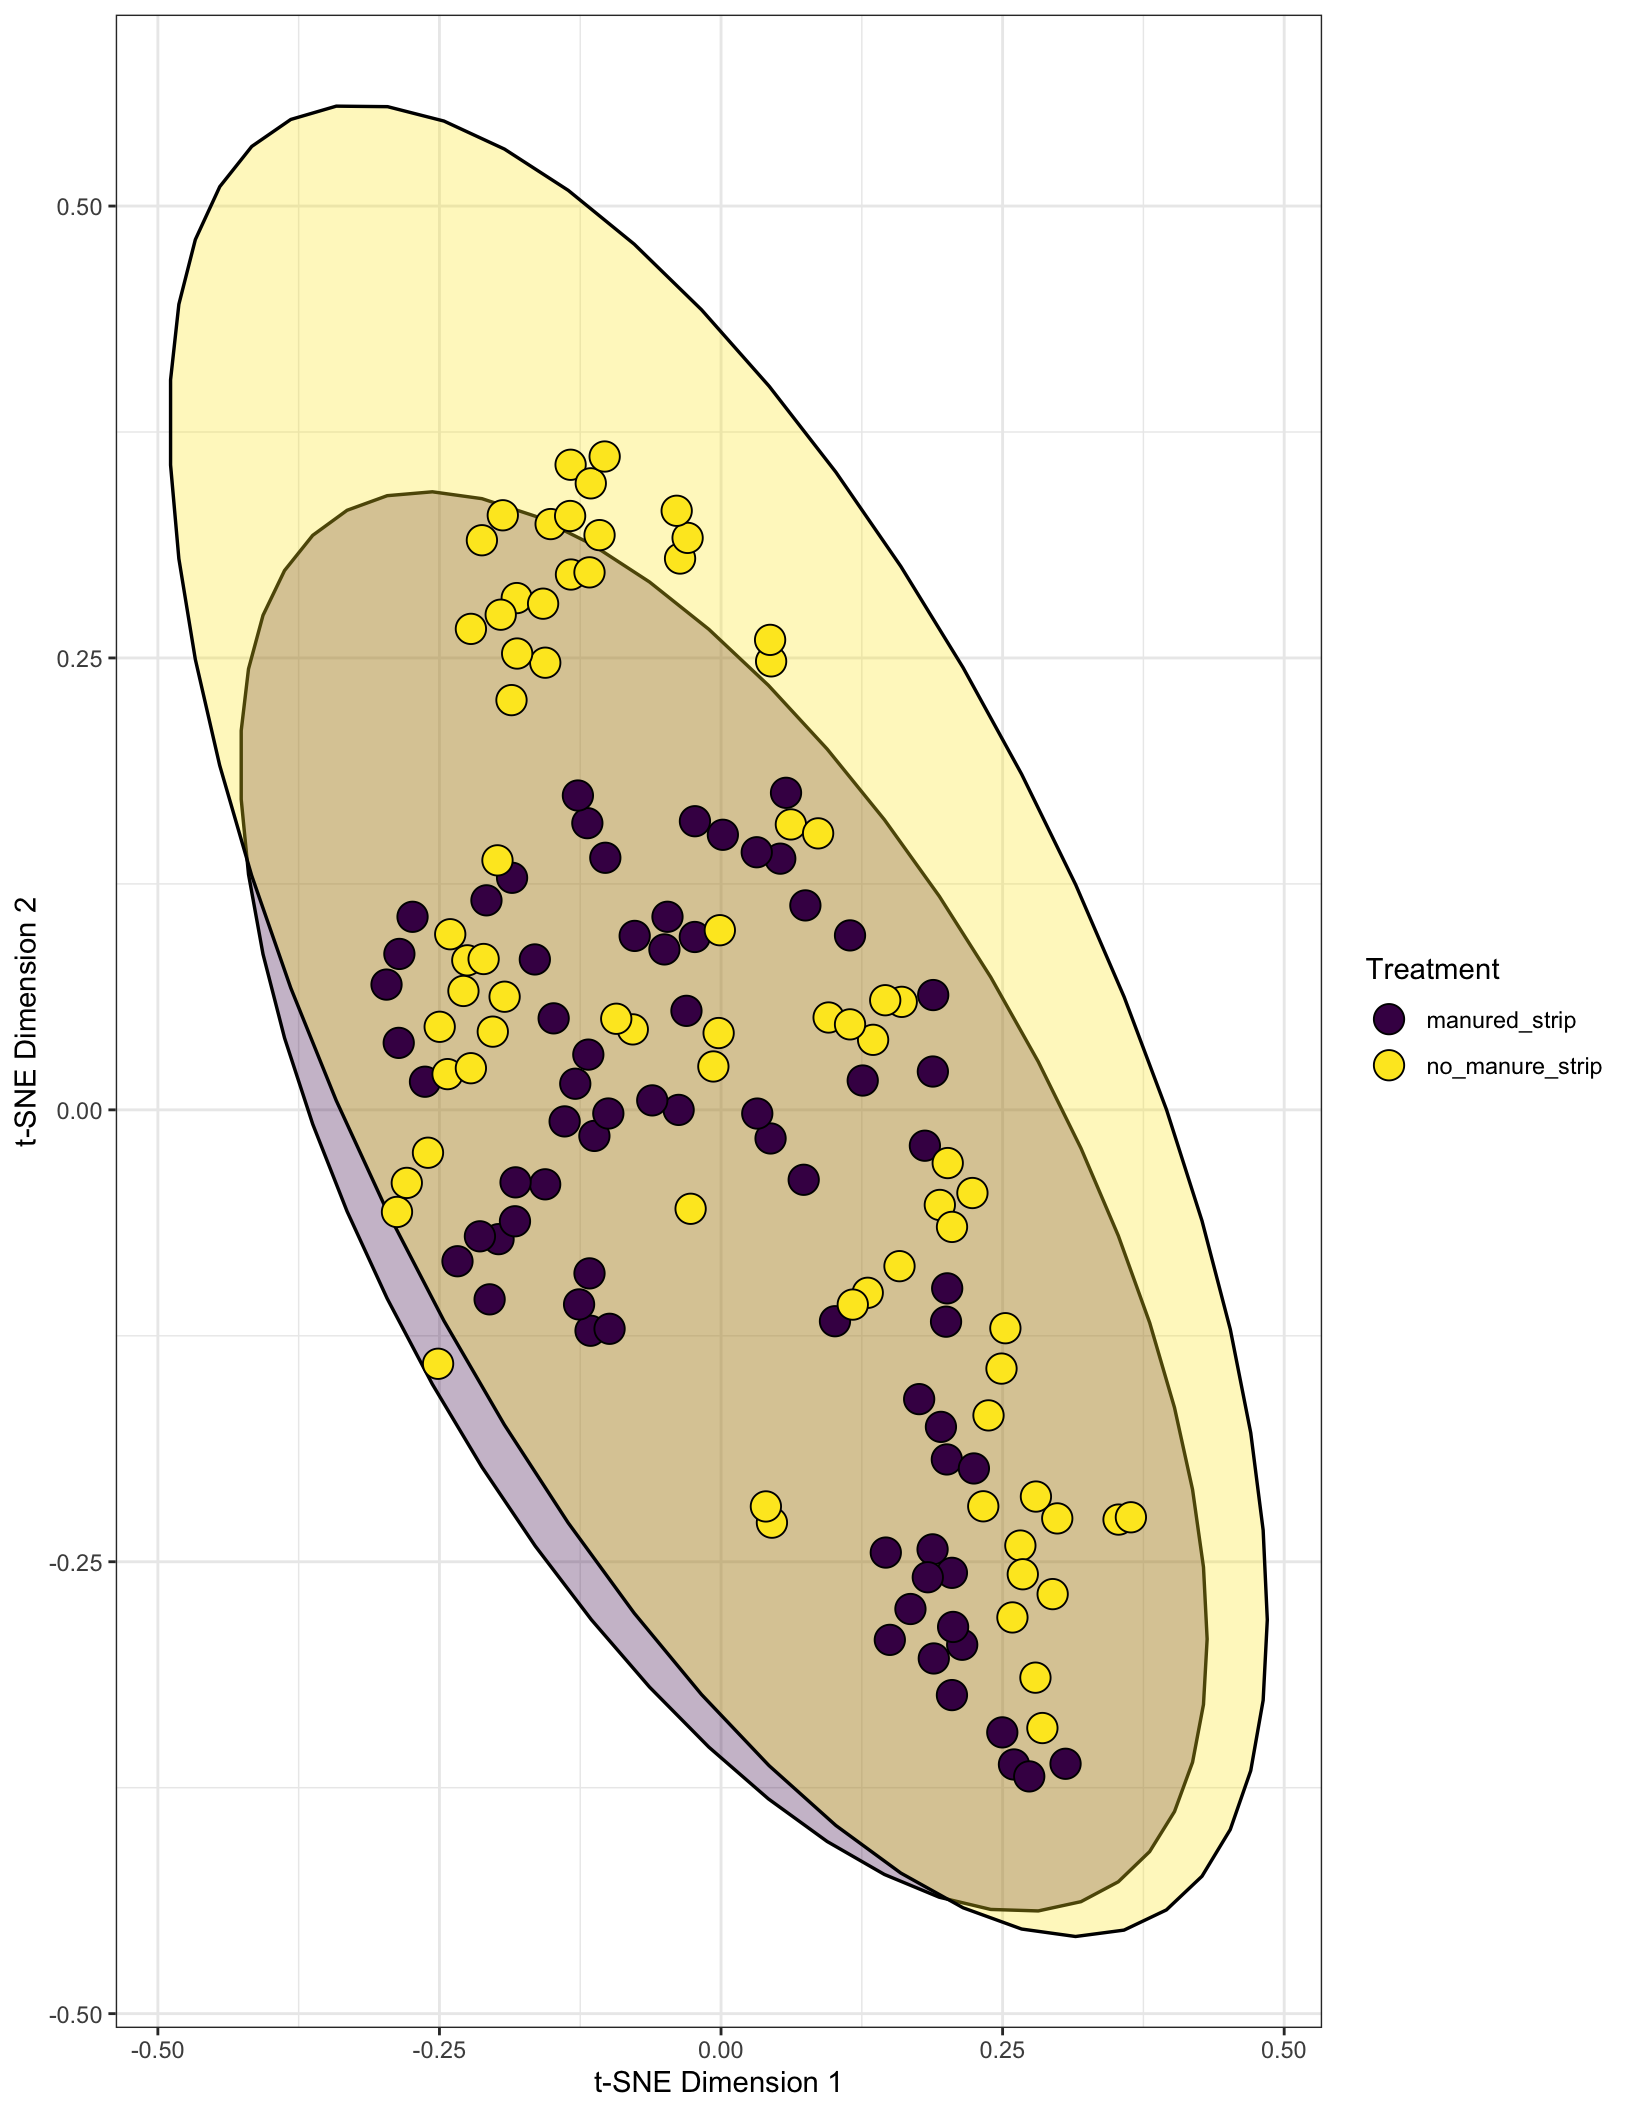 0.50
0.25
0.00
-0.25
-0.50
t-SNE Dimension 2
-0.50 -0.25 0.00 0.25 0.50
t-SNE Dimension 1
Treatment
manured_strip
no_manure_strip